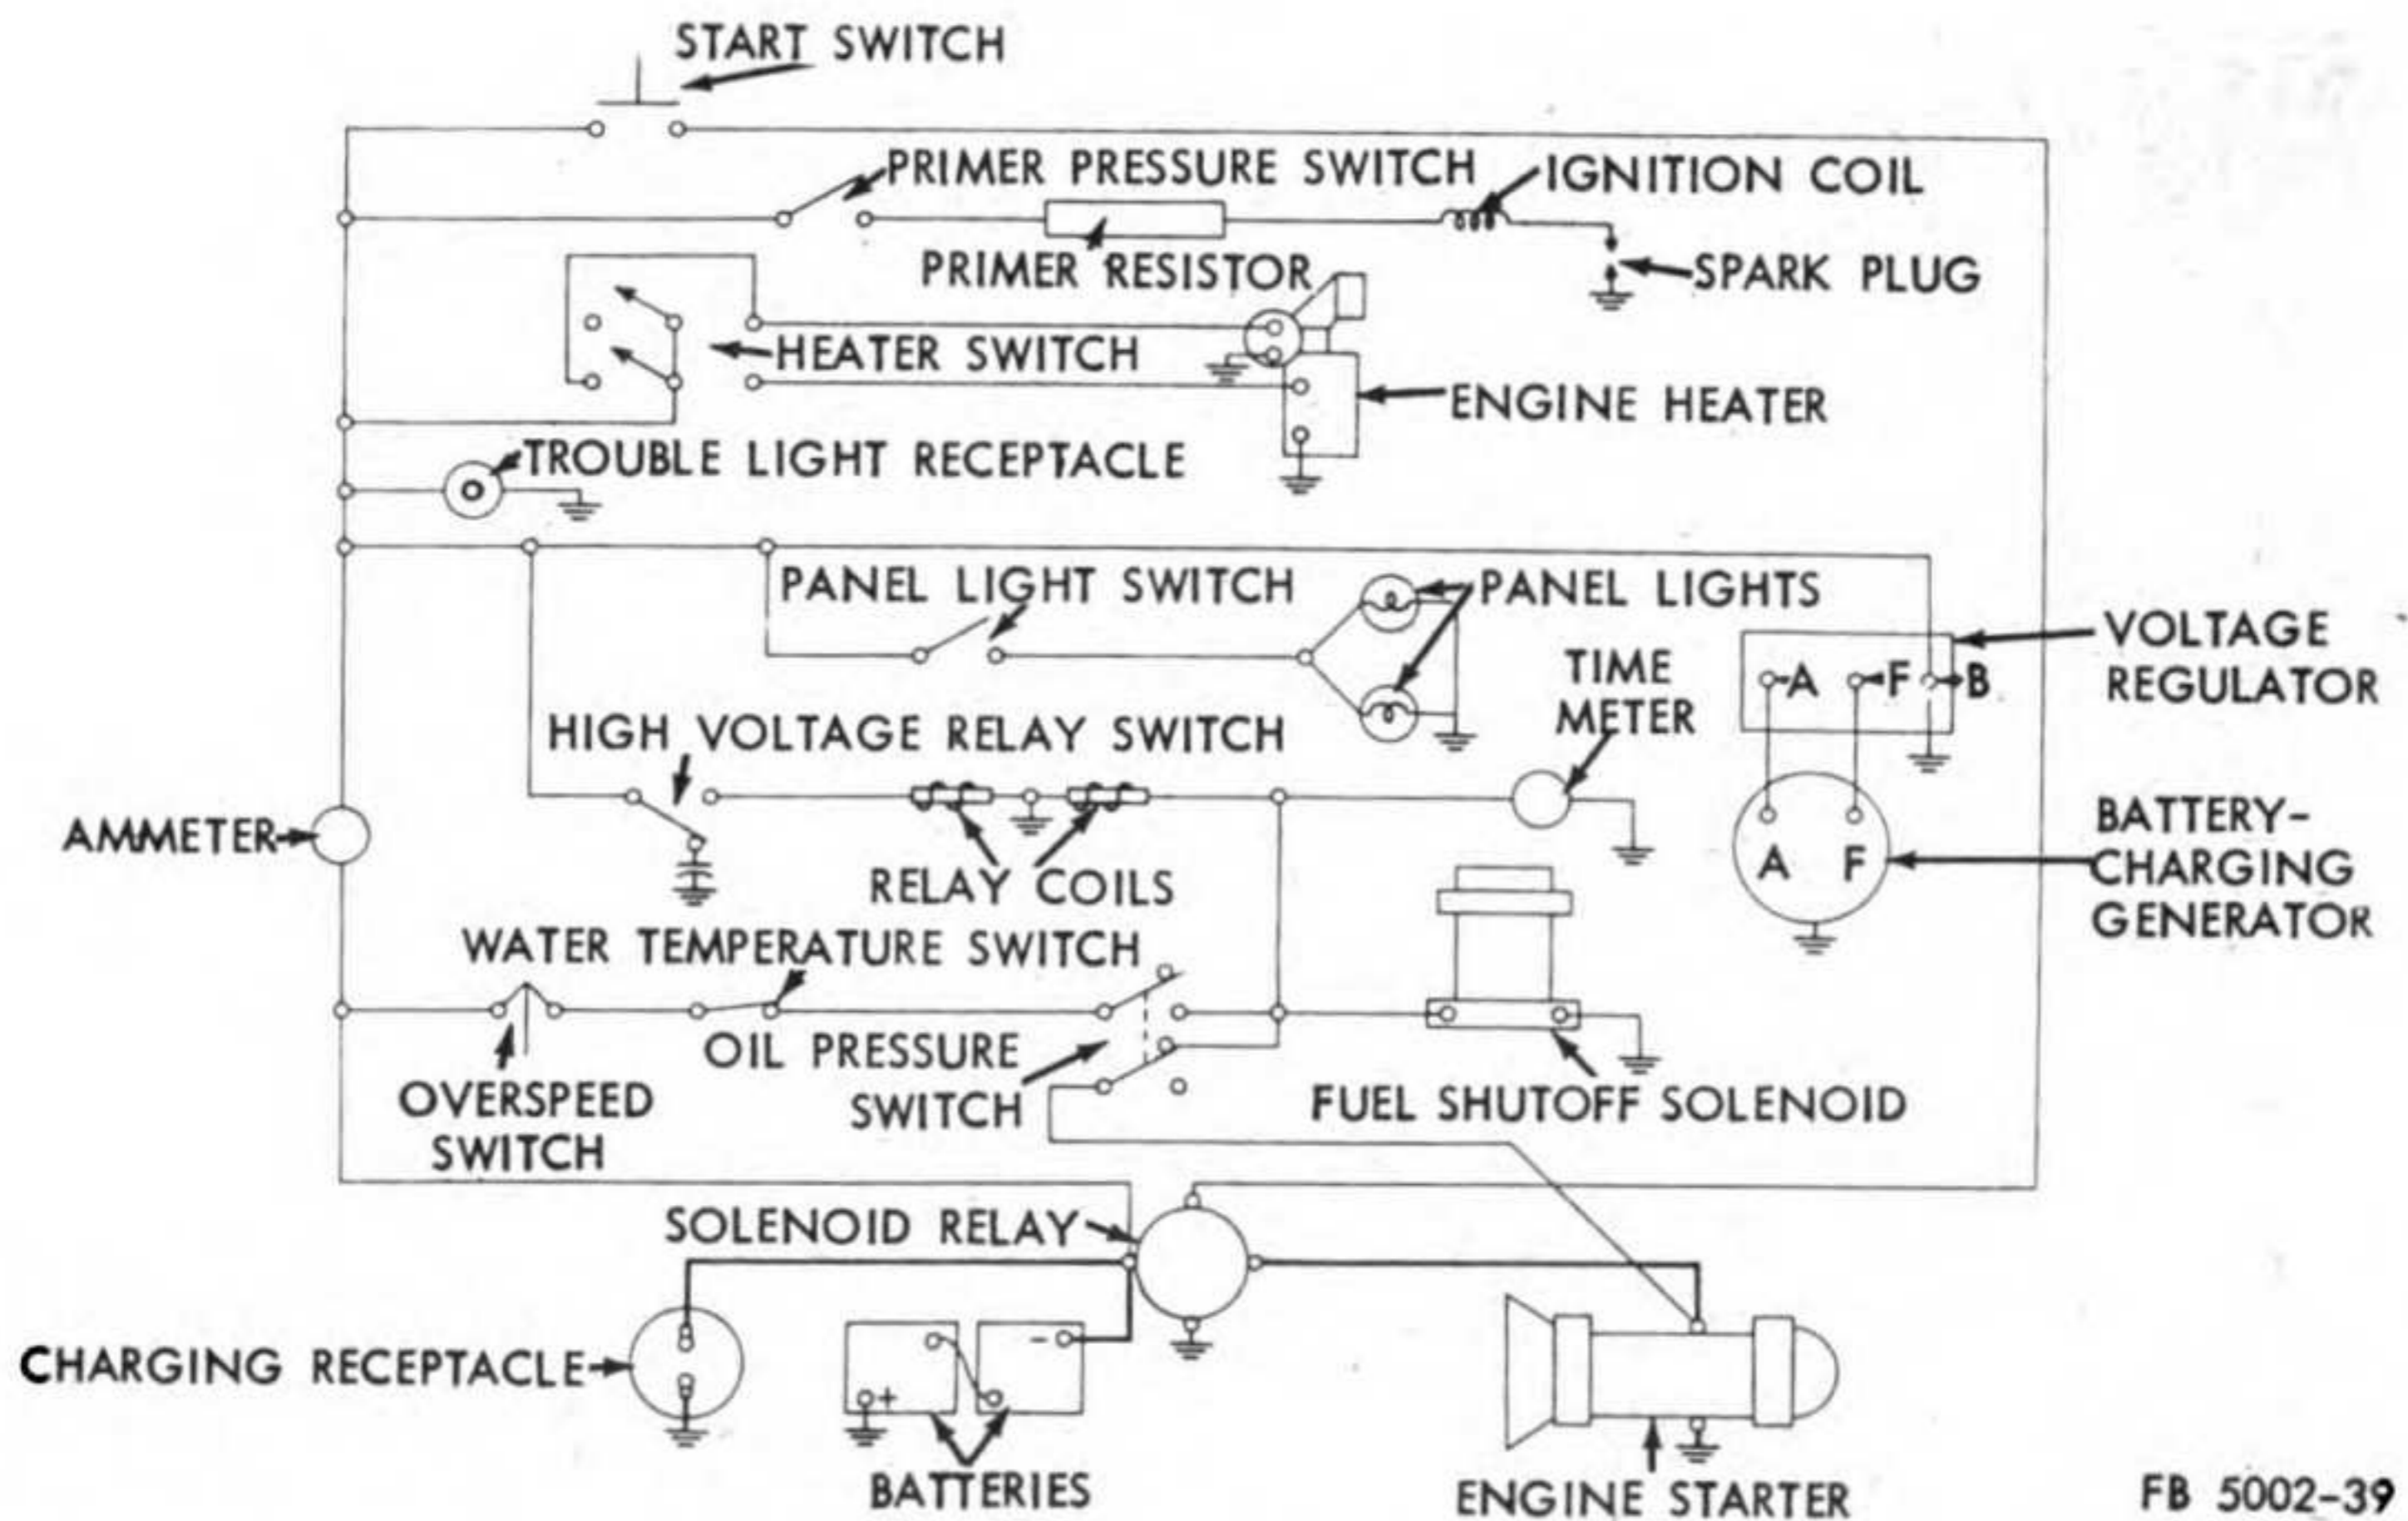 START SWITCH
PRIMER PRESSURE SWITCH
IGNITION COIL
PRIMER RESISTOR
SPARK PLUG
HEATER SWITCH
ENGINE HEATER
TROUBLE LIGHT RECEPTACLE
PANEL LIGHT SWITCH
PANEL LIGHTS
VOLTAGE
REGULATOR
A F B
TIME
METER
HIGH VOLTAGE RELAY SWITCH
AMMETER
RELAY COILS
A F
BATTERY-
CHARGING
GENERATOR
WATER TEMPERATURE SWITCH
OIL PRESSURE
SWITCH
OVERSPEED
SWITCH
FUEL SHUTOFF SOLENOID
SOLENOID RELAY
CHARGING RECEPTACLE
+
-
BATTERIES
ENGINE STARTER
FB 5002-39